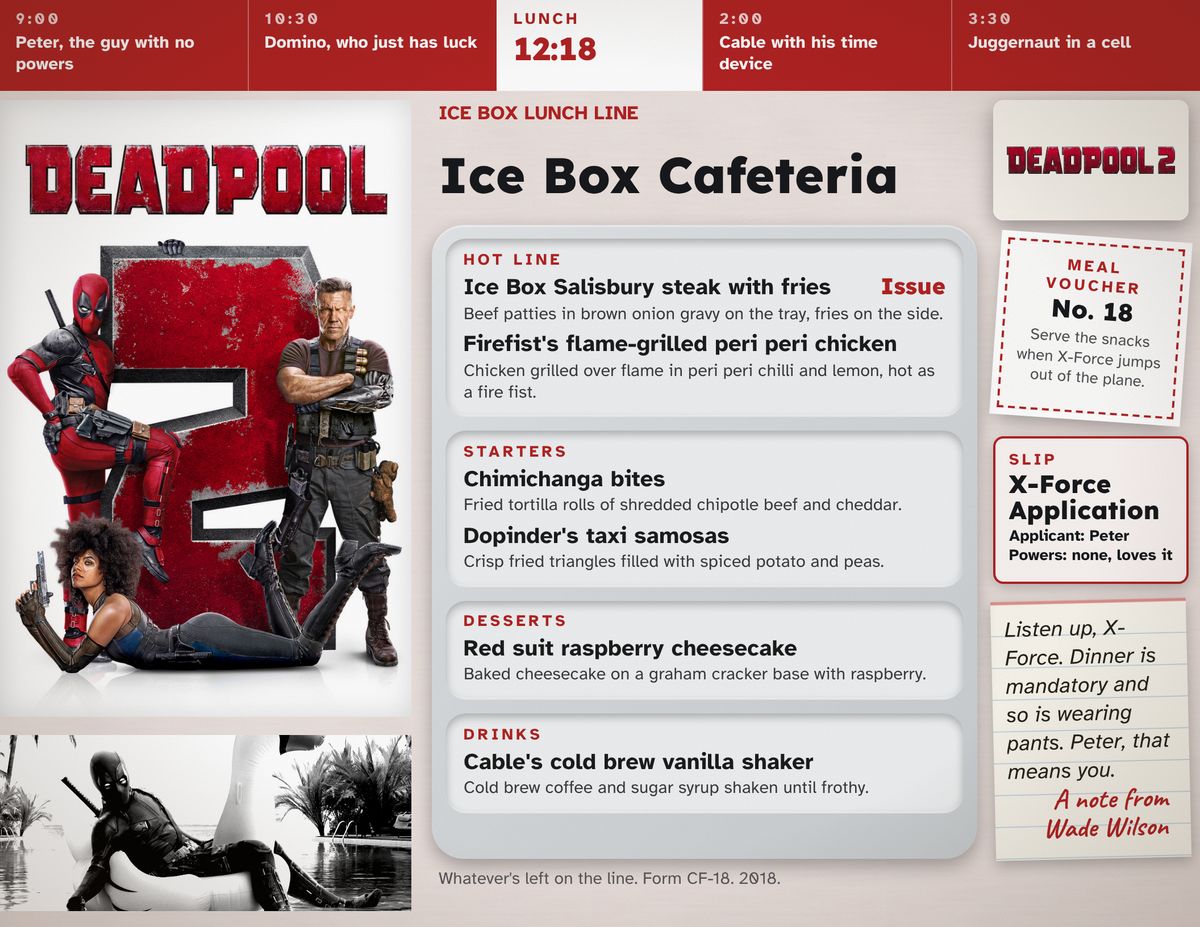 9:00
Peter, the guy with no
powers
10:30
Domino, who just has luck
LUNCH
12:18
2:00
Cable with his time
device
3:30
Juggernaut in a cell
DEADPOOL
2
ICE BOX LUNCH LINE
Ice Box Cafeteria
HOT LINE
Ice Box Salisbury steak with fries Issue
Beef patties in brown onion gravy on the tray, fries on the side.
Firefist's flame-grilled peri peri chicken
Chicken grilled over flame in peri peri chilli and lemon, hot as
a fire fist.
STARTERS
Chimichanga bites
Fried tortilla rolls of shredded chipotle beef and cheddar.
Dopinder's taxi samosas
Crisp fried triangles filled with spiced potato and peas.
DESSERTS
Red suit raspberry cheesecake
Baked cheesecake on a graham cracker base with raspberry.
DRINKS
Cable's cold brew vanilla shaker
Cold brew coffee and sugar syrup shaken until frothy.
Whatever's left on the line. Form CF-18. 2018.
DEADPOOL 2
MEAL
VOUCHER
No. 18
Serve the snacks
when X-Force jumps
out of the plane.
SLIP
X-Force
Application
Applicant: Peter
Powers: none, loves it
Listen up, X-
Force. Dinner is
mandatory and
so is wearing
pants. Peter, that
means you.
A note from
Wade Wilson